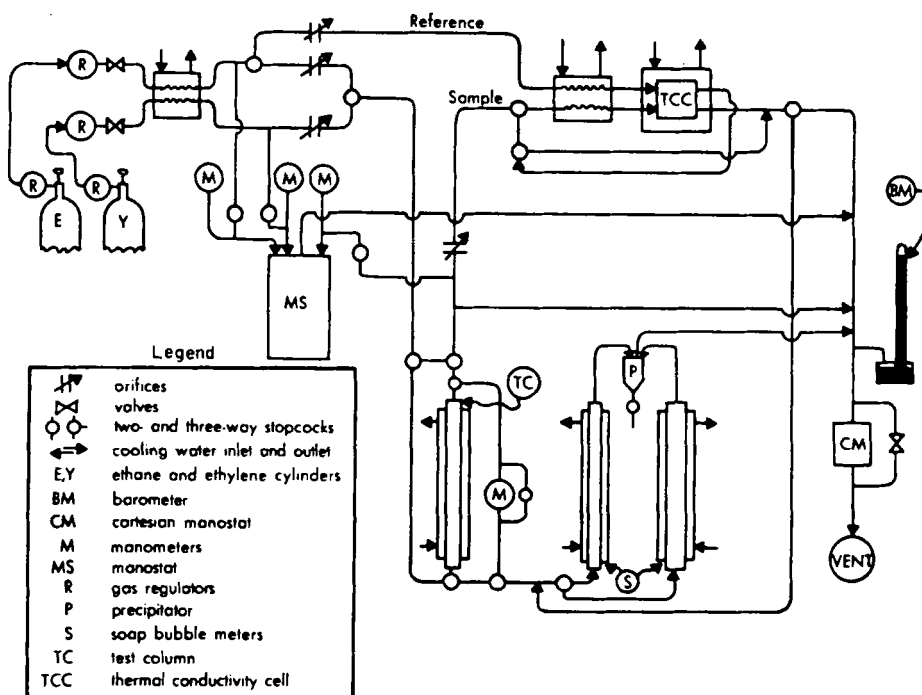 Reference
R
R
Sample
TCC
R
R
E
Y
M
M
M
BM
MS
Legend
orifices
valves
two- and three-way stopcocks
cooling water inlet and outlet
E,Y ethane and ethylene cylinders
BM barometer
CM cartesian manostat
M manometers
MS manostat
R gas regulators
P precipitator
S soap bubble meters
TC test column
TCC thermal conductivity cell
TC
P
M
S
CM
VENT